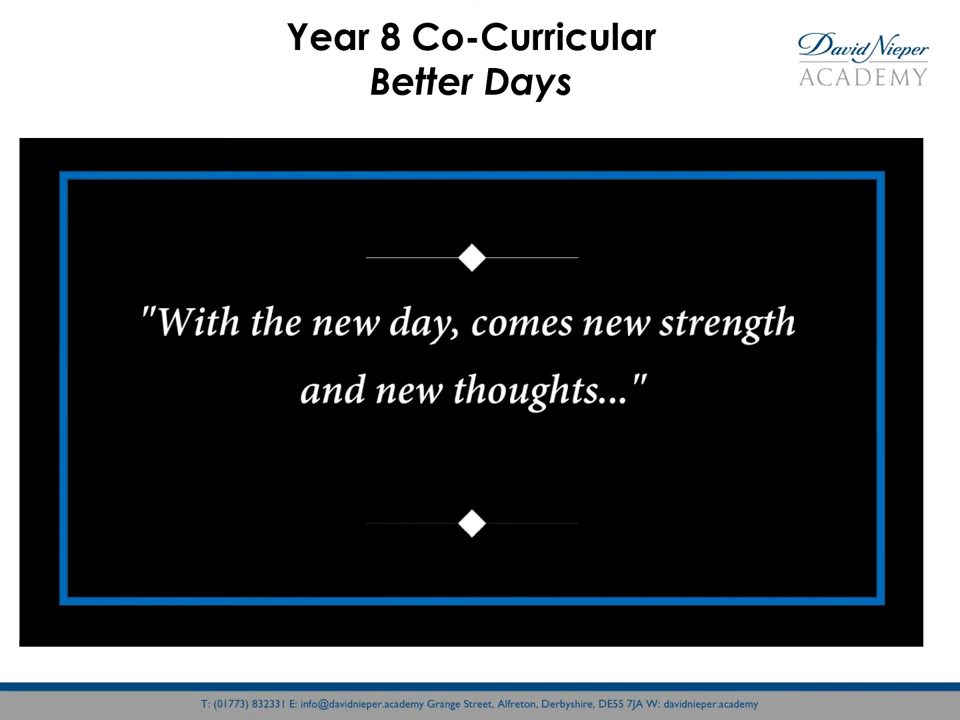 Year 8 Co-Curricular
Better Days
David Nieper
ACADEMY
"With the new day, comes new strength
and new thoughts..."
T: (01773) 832331 E: info@davidnieper.academy Grange Street, Alfreton, Derbyshire, DE55 7JA W: davidnieper.academy